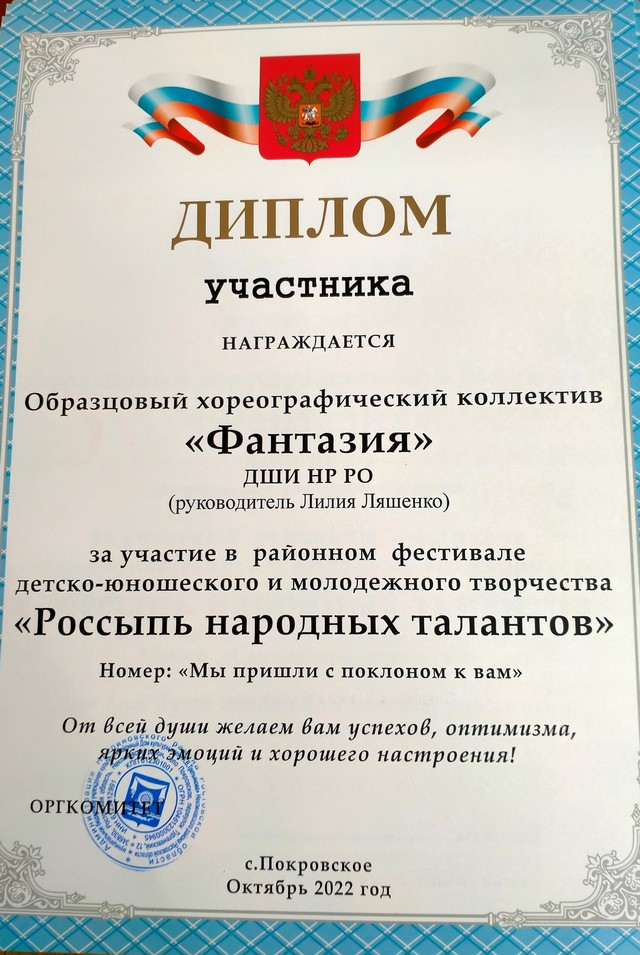 ДИПЛОМ
участника
НАГРАЖДАЕТСЯ
Образцовый хореографический коллектив
«Фантазия»
ДШИ НР РО
(руководитель Лилия Ляшенко)
за участие в районном фестивале
детско-юношеского и молодежного творчества
«Россыпь народных талантов»
Номер: «Мы пришли с поклоном к вам»
От всей души желаем вам успехов, оптимизма,
ярких эмоций и хорошего настроения!
ОРГКОМИТЕТ
с.Покровское
Октябрь 2022 год